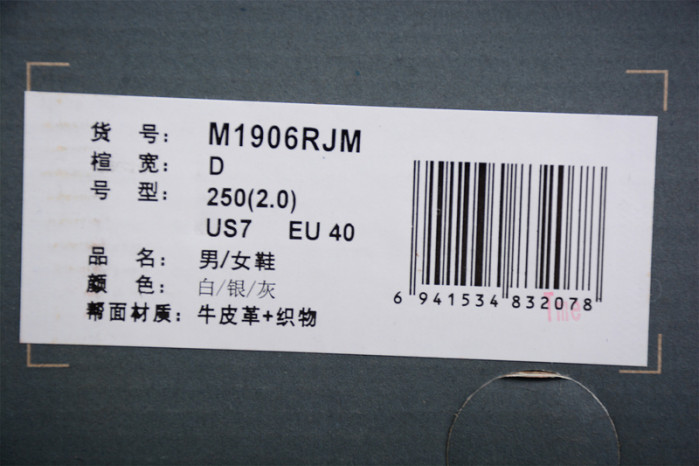 货 号： M1906RJM
楦 宽： D
号 型： 250(2.0)
US7 EU 40
品 名： 男/女鞋
颜 色： 白/银/灰
帮面材质： 牛皮革+织物
6 941534 832078
Time